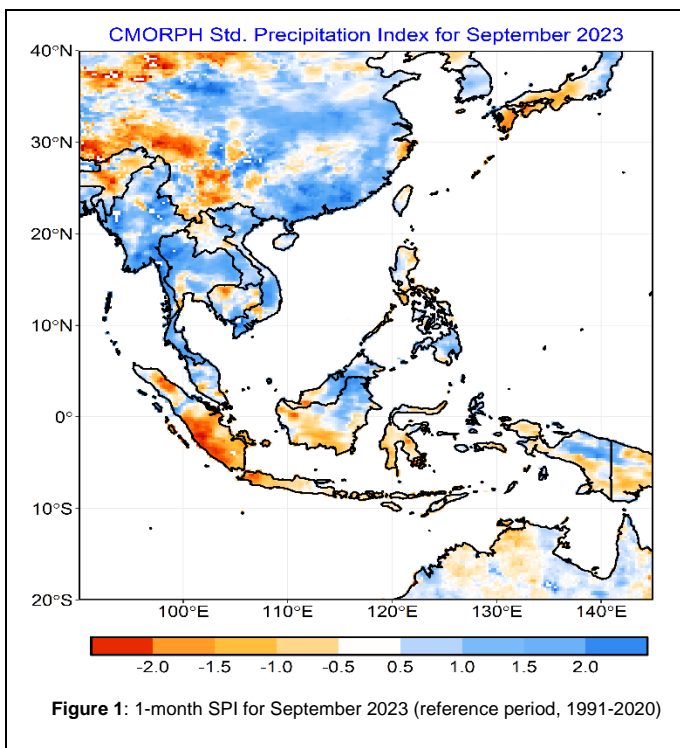 CMORPH Std. Precipitation Index for September 2023
40°N
30°N
20°N
10°N
0°
10°S
20°S
100°E 110°E 120°E 130°E 140°E
-2.0 -1.5 -1.0 -0.5 0.5 1.0 1.5 2.0
Figure 1: 1-month SPI for September 2023 (reference period, 1991-2020)